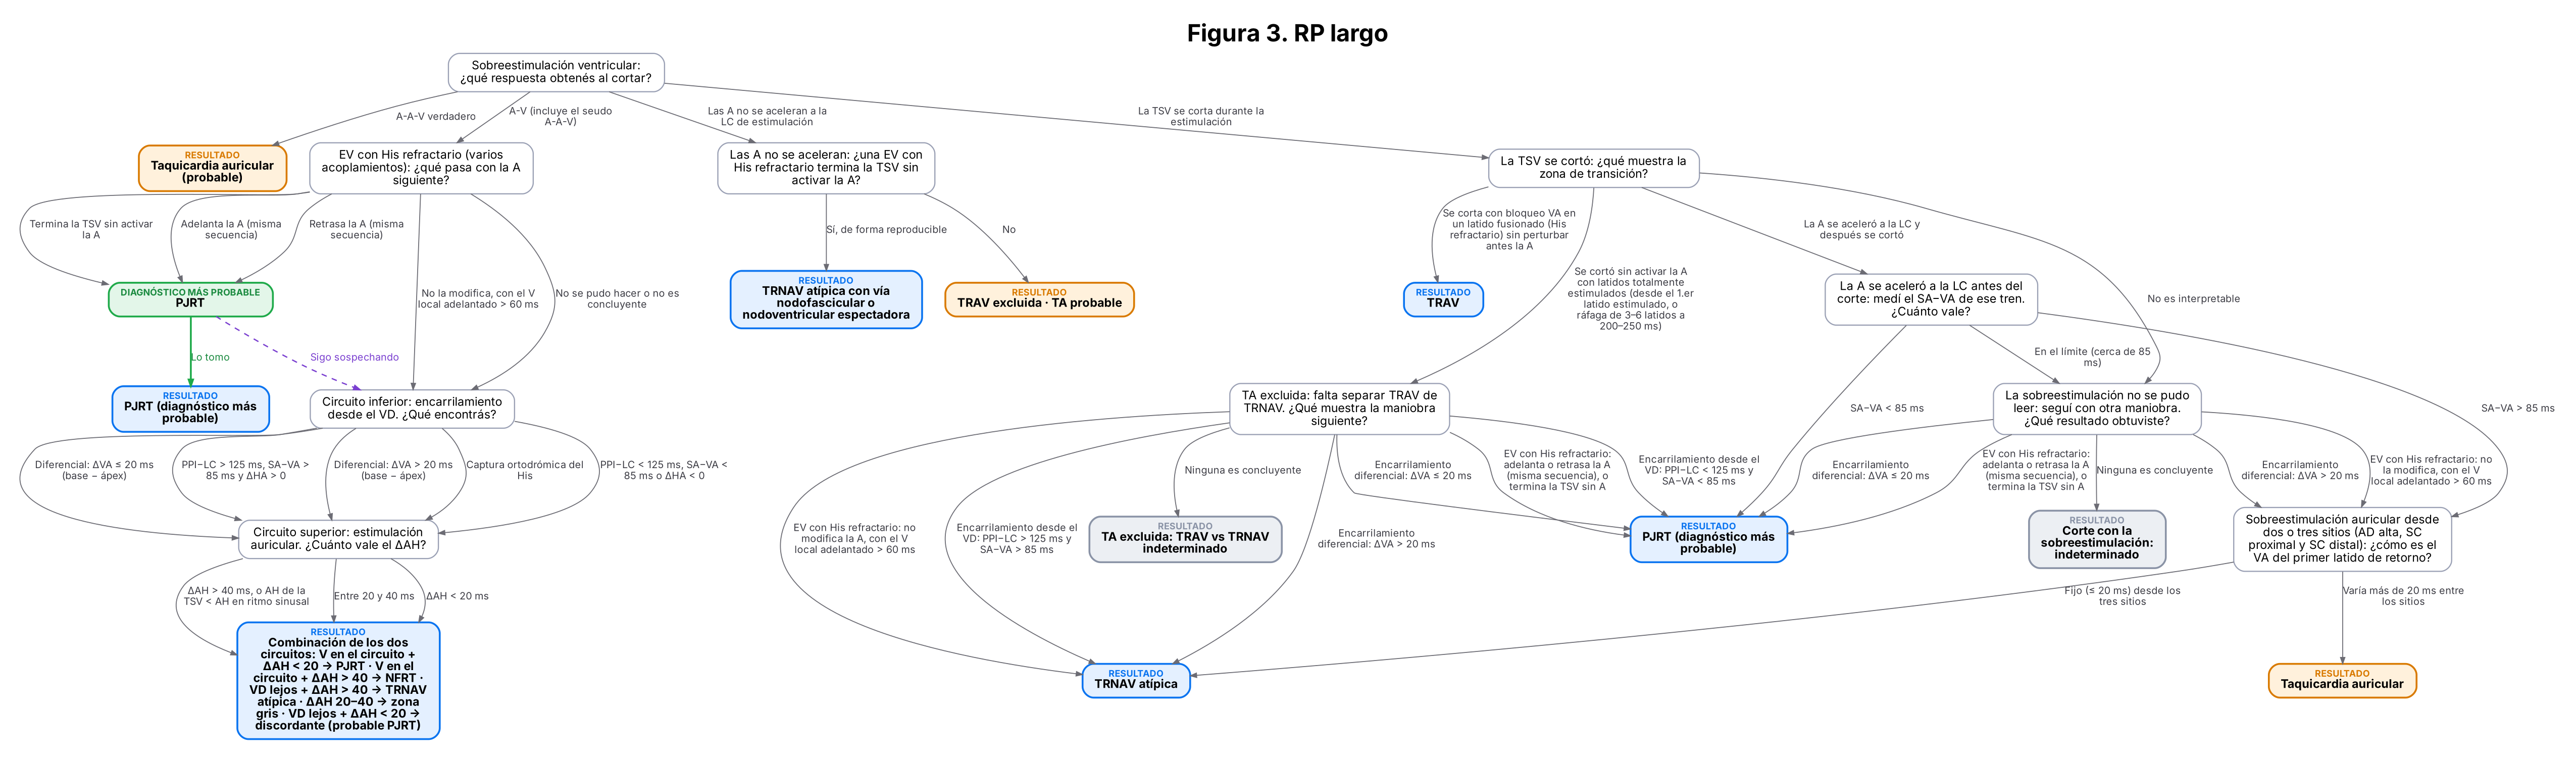 Figura 3. RP largo
Sobreestimulación ventricular:
¿qué respuesta obtenés al cortar?
A-A-V verdadero
A-V (incluye el seudo
A-A-V)
Las A no se aceleran a la
LC de estimulación
La TSV se corta durante la
estimulación
RESULTADO
Taquicardia auricular
(probable)
EV con His refractario (varios
acoplamientos): ¿qué pasa con la A
siguiente?
Las A no se aceleran: ¿una EV con
His refractario termina la TSV sin
activar la A?
La TSV se cortó: ¿qué muestra la
zona de transición?
Termina la TSV sin activar
la A
Adelanta la A (misma
secuencia)
Retrasa la A (misma
secuencia)
No la modifica, con el V
local adelantado > 60 ms
No se pudo hacer o no es
concluyente
Sí, de forma reproducible
No
Se corta con bloqueo VA en
un latido fusionado (His
refractario) sin perturbar
antes la A
Se cortó sin activar la A
con latidos totalmente
estimulados (desde el 1.er
latido estimulado, o
ráfaga de 3–6 latidos a
200–250 ms)
La A se aceleró a la LC y
después se cortó
No es interpretable
DIAGNÓSTICO MÁS PROBABLE
PJRT
RESULTADO
TRNAV atípica con vía
nodofascicular o
nodoventricular espectadora
RESULTADO
TRAV excluida · TA probable
RESULTADO
TRAV
La A se aceleró a la LC antes del
corte: medí el SA−VA de ese tren.
¿Cuánto vale?
Lo tomo
Sigo sospechando
En el límite (cerca de 85
ms)
SA−VA < 85 ms
SA−VA > 85 ms
RESULTADO
PJRT (diagnóstico más
probable)
Circuito inferior: encarrilamiento
desde el VD. ¿Qué encontrás?
TA excluida: falta separar TRAV de
TRNAV. ¿Qué muestra la maniobra
siguiente?
La sobreestimulación no se pudo
leer: seguí con otra maniobra.
¿Qué resultado obtuviste?
Diferencial: ΔVA ≤ 20 ms
(base − ápex)
PPI−LC > 125 ms, SA−VA >
85 ms y ΔHA > 0
Diferencial: ΔVA > 20 ms
(base − ápex)
Captura ortodrómica del
His
PPI−LC < 125 ms, SA−VA <
85 ms o ΔHA < 0
EV con His refractario: no
modifica la A, con el V
local adelantado > 60 ms
Encarrilamiento desde el
VD: PPI−LC > 125 ms y
SA−VA > 85 ms
Ninguna es concluyente
Encarrilamiento
diferencial: ΔVA > 20 ms
Encarrilamiento
diferencial: ΔVA ≤ 20 ms
EV con His refractario:
adelanta o retrasa la A
(misma secuencia), o
termina la TSV sin A
Encarrilamiento desde el
VD: PPI−LC < 125 ms y
SA−VA < 85 ms
Encarrilamiento
diferencial: ΔVA ≤ 20 ms
EV con His refractario:
adelanta o retrasa la A
(misma secuencia), o
termina la TSV sin A
Ninguna es concluyente
Encarrilamiento
diferencial: ΔVA > 20 ms
EV con His refractario: no
la modifica, con el V
local adelantado > 60 ms
Circuito superior: estimulación
auricular. ¿Cuánto vale el ΔAH?
RESULTADO
TA excluida: TRAV vs TRNAV
indeterminado
RESULTADO
PJRT (diagnóstico más
probable)
RESULTADO
Corte con la
sobreestimulación:
indeterminado
Sobreestimulación auricular desde
dos o tres sitios (AD alta, SC
proximal y SC distal): ¿cómo es el
VA del primer latido de retorno?
ΔAH > 40 ms, o AH de la
TSV < AH en ritmo sinusal
Entre 20 y 40 ms
ΔAH < 20 ms
Fijo (≤ 20 ms) desde los
tres sitios
Varía más de 20 ms entre
los sitios
RESULTADO
Combinación de los dos
circuitos: V en el circuito +
ΔAH < 20 → PJRT · V en el
circuito + ΔAH > 40 → NFRT ·
VD lejos + ΔAH > 40 → TRNAV
atípica · ΔAH 20–40 → zona
gris · VD lejos + ΔAH < 20 →
discordante (probable PJRT)
RESULTADO
TRNAV atípica
RESULTADO
Taquicardia auricular